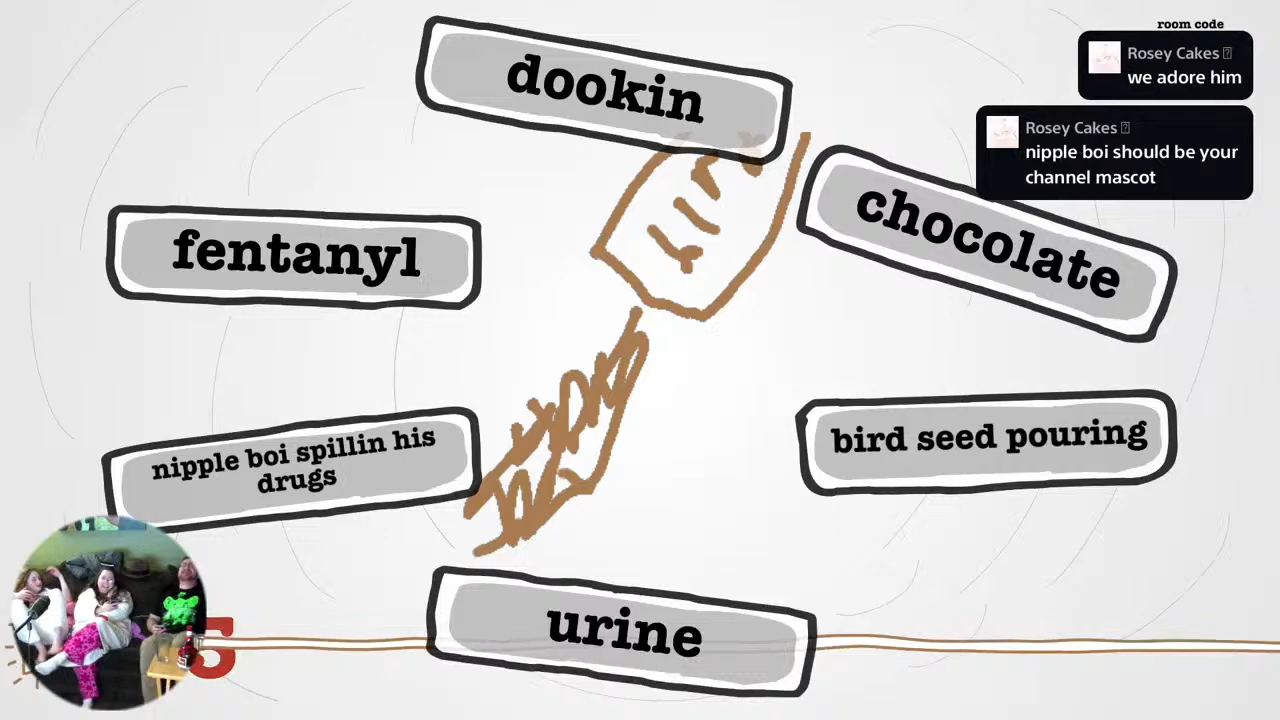 room code
Rosey Cakes
we adore him
Rosey Cakes
nipple boi should be your
channel mascot
dookin
chocolate
fentanyl
bird seed pouring
nipple boi spillin his
drugs
urine
5